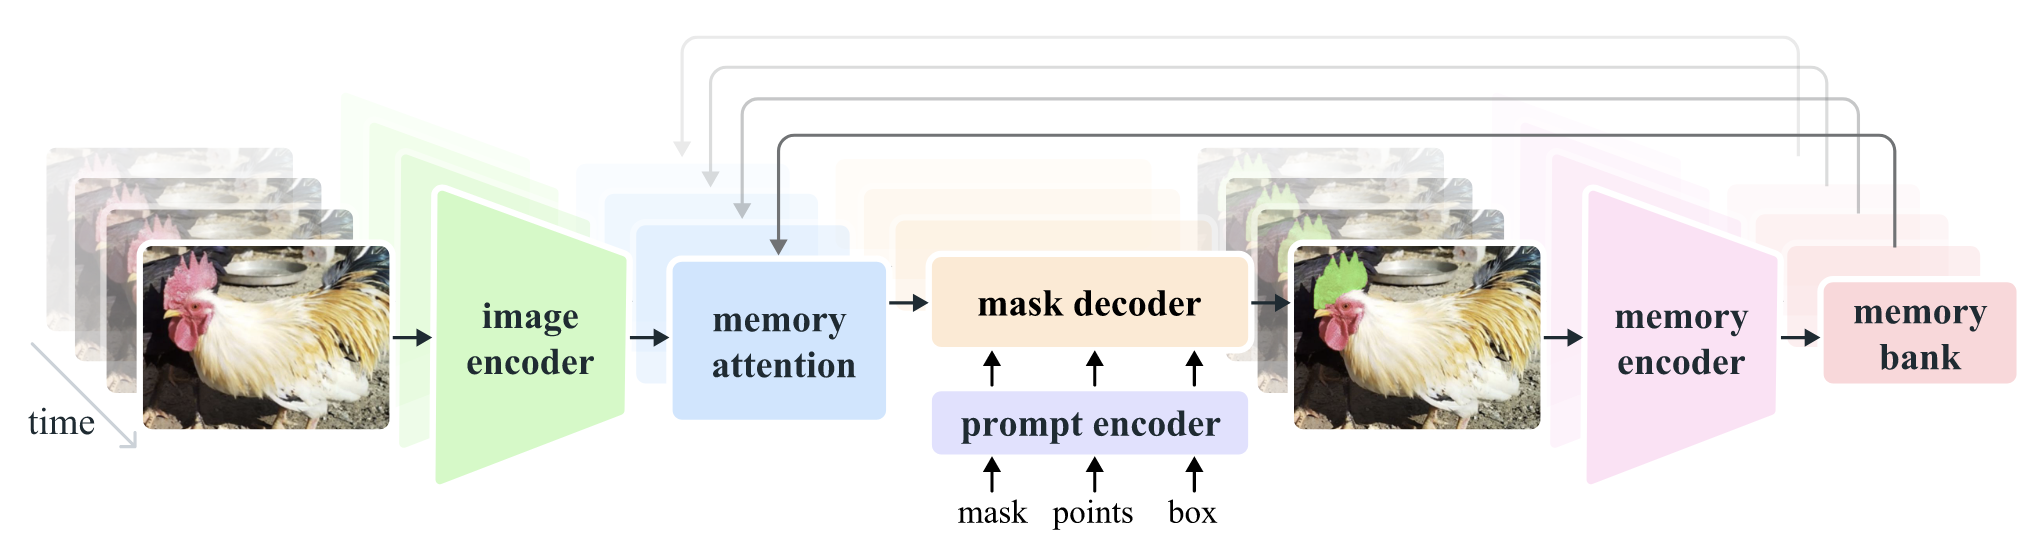 time
image
encoder
memory
attention
mask decoder
prompt encoder
mask points box
memory
encoder
memory
bank